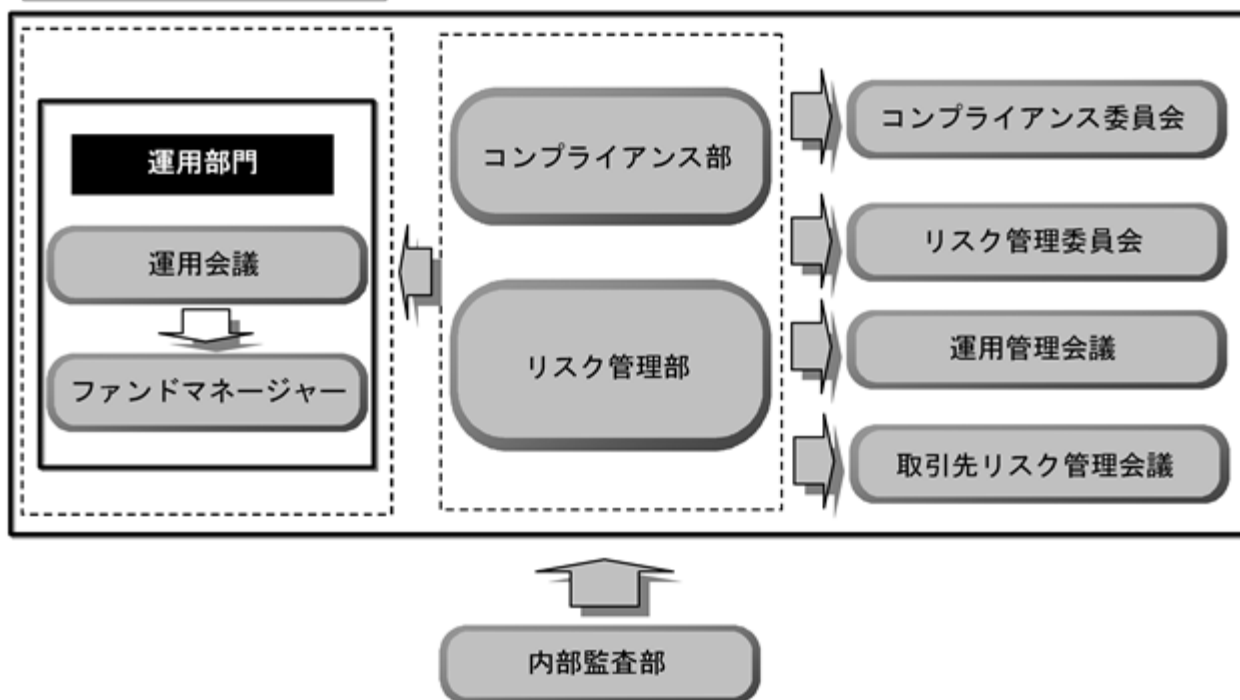 運用部門
運用会議
ファンドマネージャー
コンプライアンス部
リスク管理部
コンプライアンス委員会
リスク管理委員会
運用管理会議
取引先リスク管理会議
内部監査部